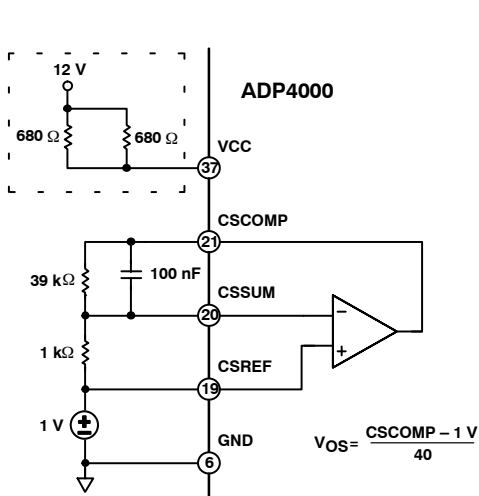 12 V
ADP4000
680 Ω
680 Ω
VCC
37
CSCOMP
21
39 kΩ
100 nF
CSSUM
20
1 kΩ
CSREF
19
1 V
GND
6
VOS= CSCOMP – 1 V
40